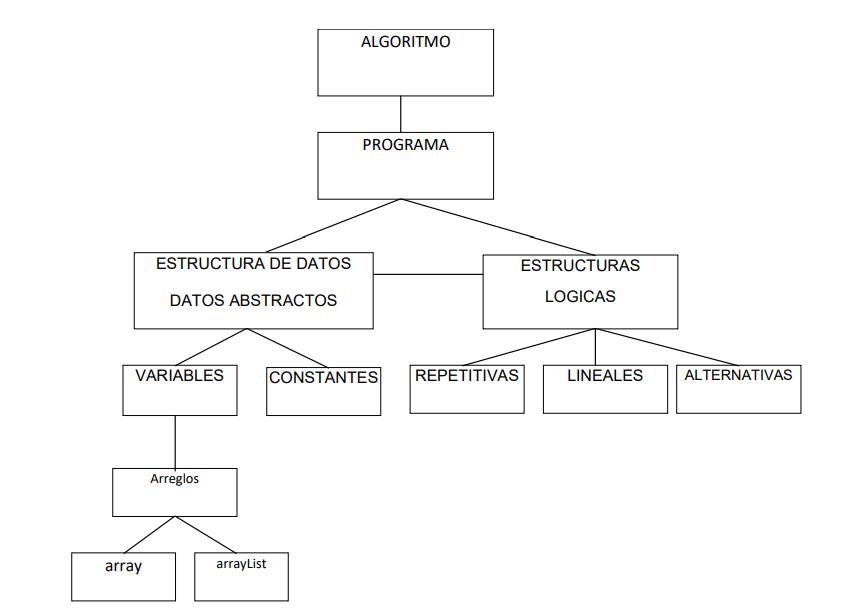 ALGORITMO
PROGRAMA
ESTRUCTURA DE DATOS
DATOS ABSTRACTOS
ESTRUCTURAS
LOGICAS
VARIABLES
CONSTANTES
REPETITIVAS
LINEALES
ALTERNATIVAS
Arreglos
array
arrayList